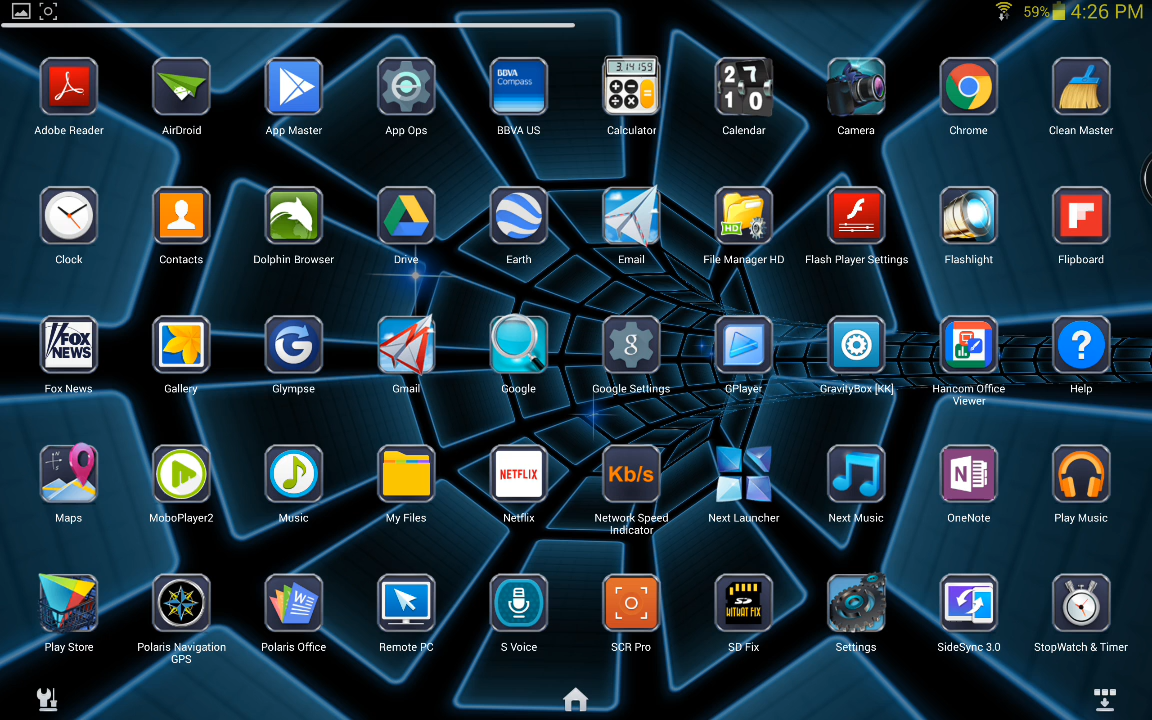 59% 4:26 PM
BBVA
Compass
3.14159
27
10
Adobe Reader
AirDroid
App Master
App Ops
BBVA US
Calculator
Calendar
Camera
Chrome
Clean Master
HD
Clock
Contacts
Dolphin Browser
Drive
Earth
Email
File Manager HD
Flash Player Settings
Flashlight
Flipboard
FOX
NEWS
g
?
Fox News
Gallery
Glympse
Gmail
Google
Google Settings
GPlayer
GravityBox [KK]
Hancom Office
Viewer
Help
N
S
NETFLIX
Kb/s
N
Maps
MoboPlayer2
Music
My Files
Netflix
Network Speed
Indicator
Next Launcher
Next Music
OneNote
Play Music
W
SD
KITKAT FIX
Play Store
Polaris Navigation
GPS
Polaris Office
Remote PC
S Voice
SCR Pro
SD Fix
Settings
SideSync 3.0
StopWatch & Timer